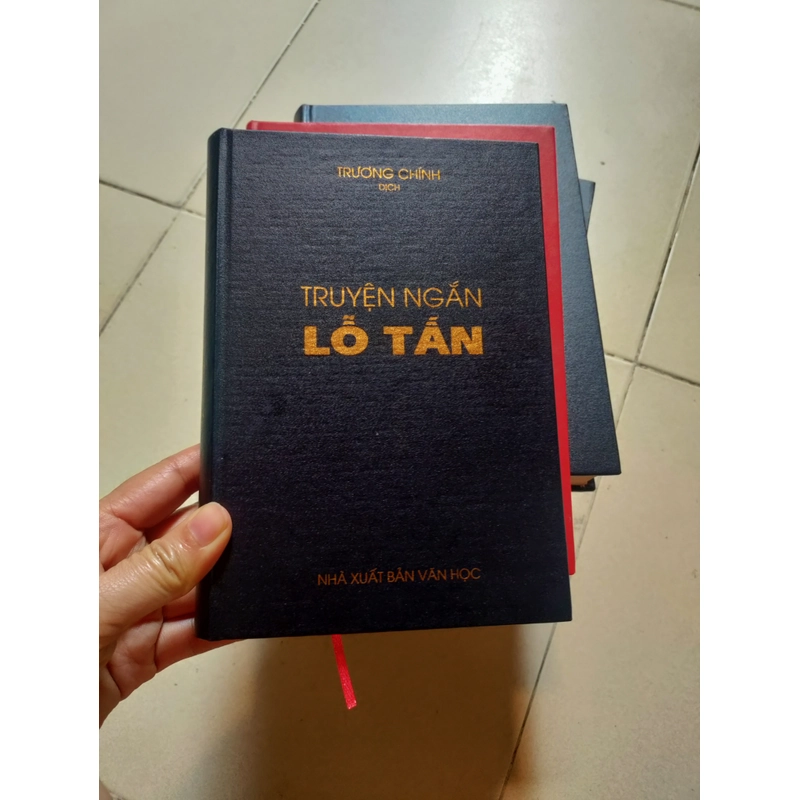 TRƯƠNG CHÍNH
DỊCH
TRUYỆN NGẮN
LỖ TẤN
NHÀ XUẤT BẢN VĂN HỌC